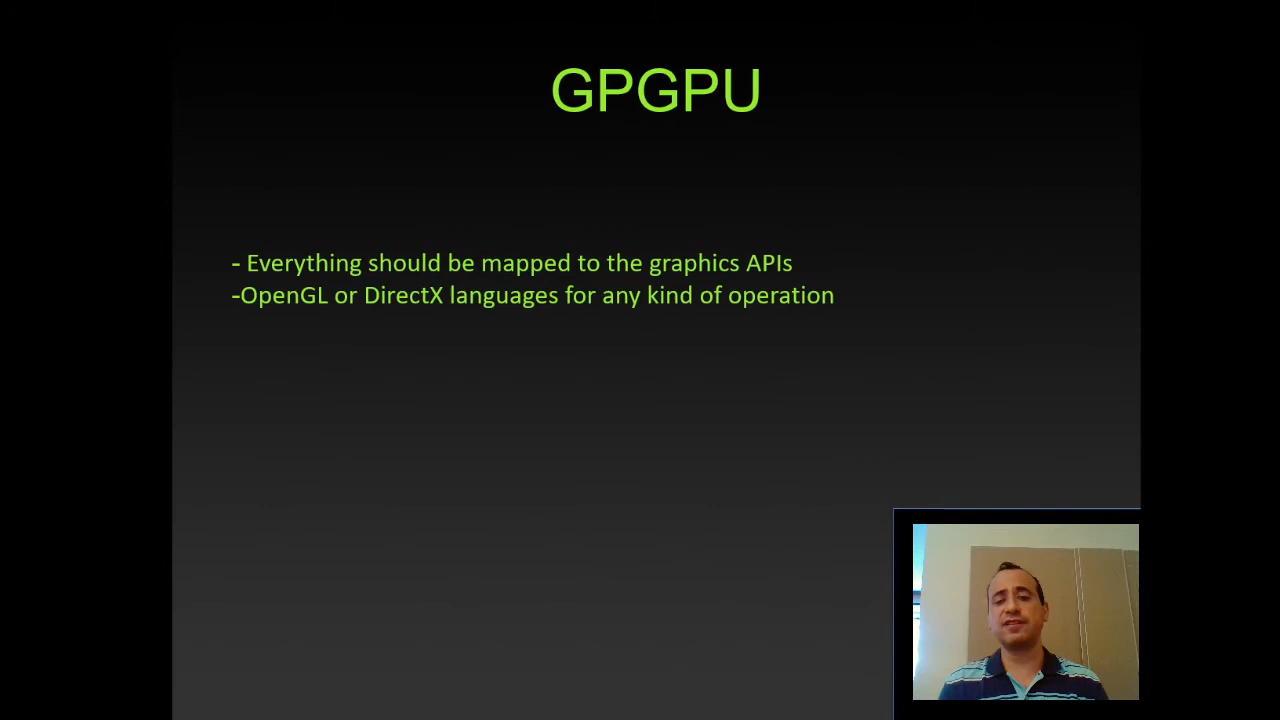 GPGPU
- Everything should be mapped to the graphics APIs
-OpenGL or DirectX languages for any kind of operation